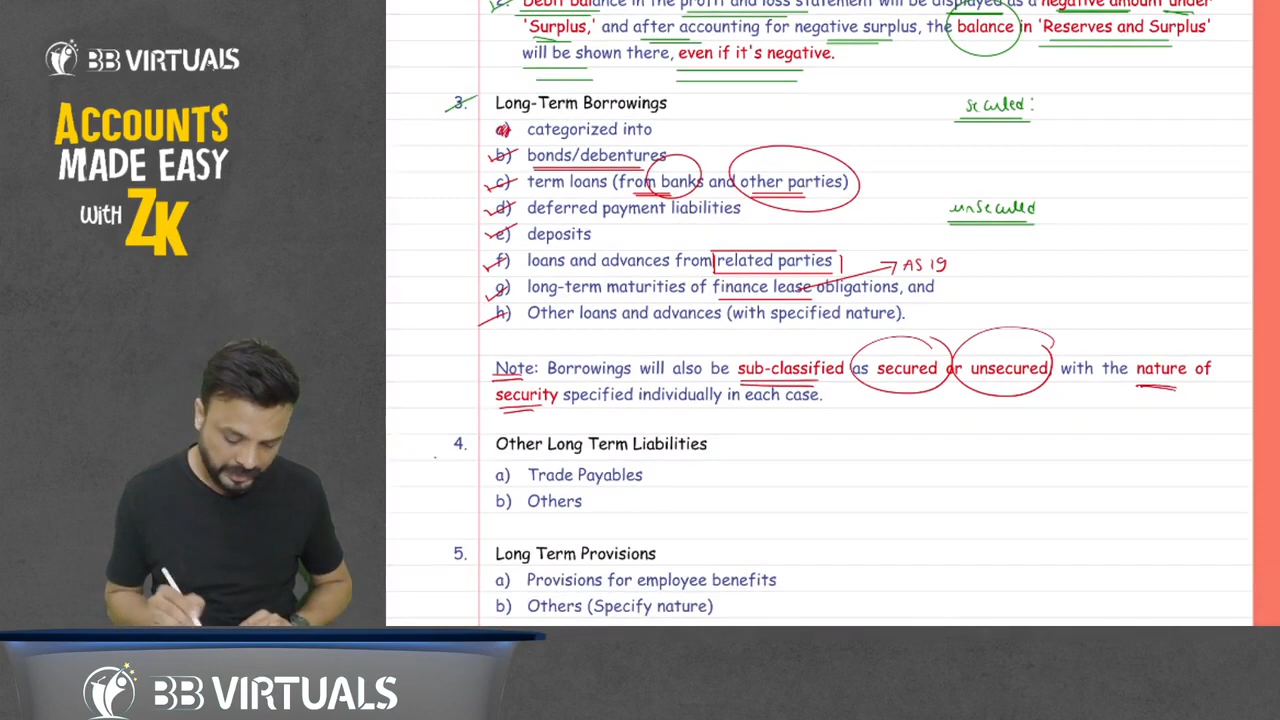 BB VIRTUALS
ACCOUNTS
MADE EASY
WITH ZK
Debit balance in the profit and loss statement will be displayed as a negative amount under
'Surplus,' and after accounting for negative surplus, the balance in 'Reserves and Surplus'
will be shown there, even if it's negative.
3. Long-Term Borrowings
secured:
a) categorized into
b) bonds/debentures
c) term loans (from banks and other parties)
d) deferred payment liabilities
unsecured
e) deposits
f) loans and advances from related parties
AS 19
g) long-term maturities of finance lease obligations, and
h) Other loans and advances (with specified nature).
Note: Borrowings will also be sub-classified as secured or unsecured, with the nature of
security specified individually in each case.
4. Other Long Term Liabilities
a) Trade Payables
b) Others
5. Long Term Provisions
a) Provisions for employee benefits
b) Others (Specify nature)
BB VIRTUALS